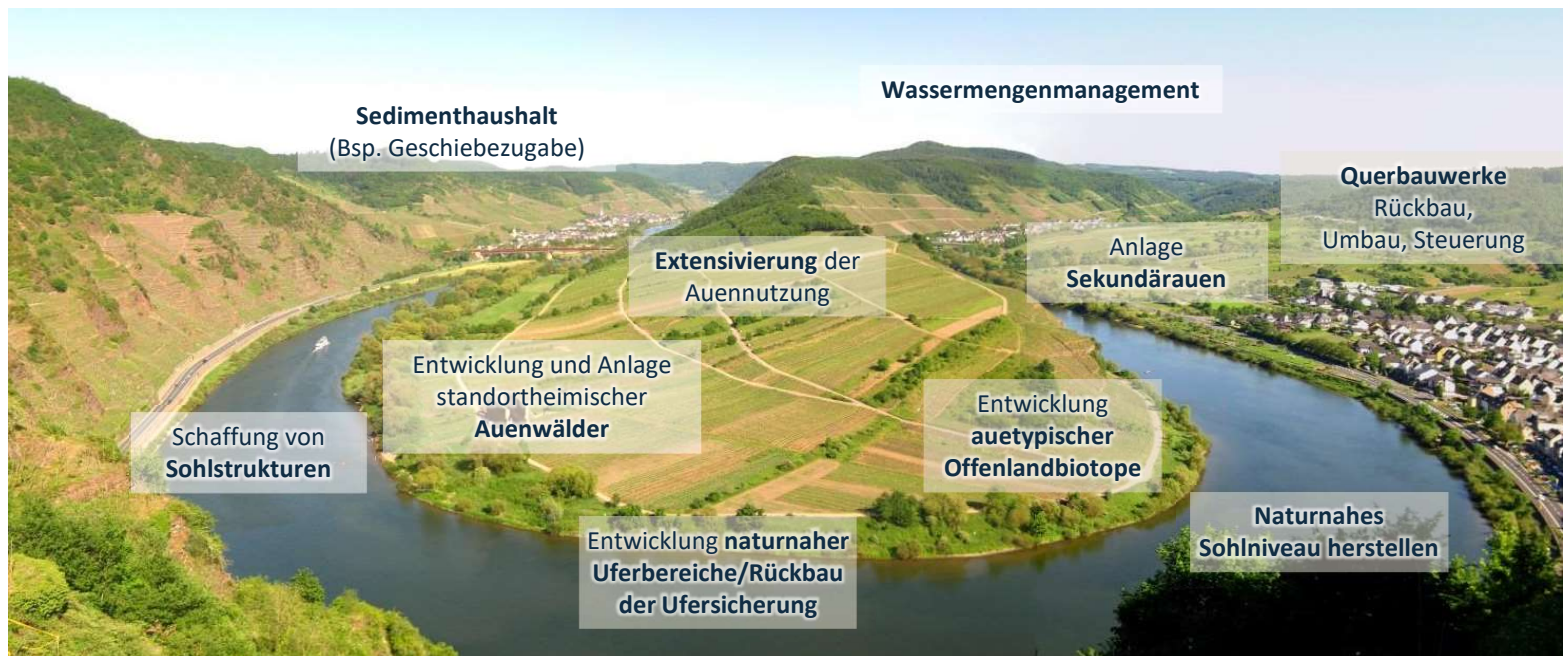 Wassermengenmanagement
Sedimenthaushalt
(Bsp. Geschiebezugabe)
Querbauwerke
Rückbau,
Umbau, Steuerung
Extensivierung der
Auennutzung
Anlage
Sekundärauen
Entwicklung und Anlage
standortheimischer
Auenwälder
Entwicklung
auetypischer
Offenlandbiotope
Schaffung von
Sohlstrukturen
Naturnahes
Sohlniveau herstellen
Entwicklung naturnaher
Uferbereiche/Rückbau
der Ufersicherung